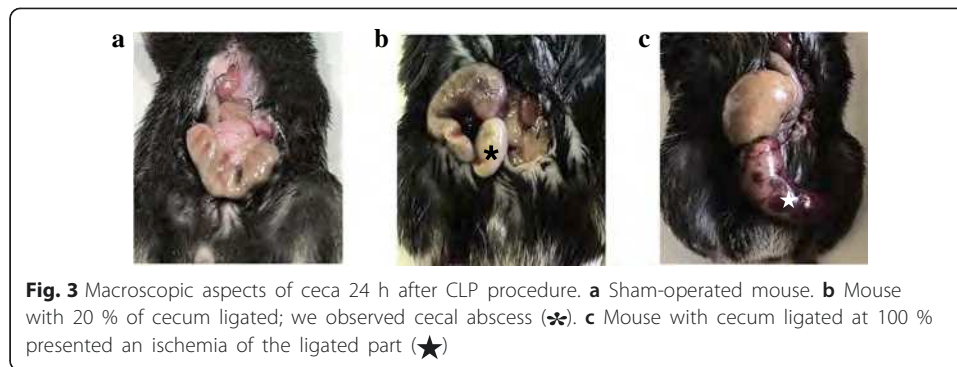 a b c
Fig. 3 Macroscopic aspects of ceca 24 h after CLP procedure. a Sham-operated mouse. b Mouse
with 20 % of cecum ligated; we observed cecal abscess (✱). c Mouse with cecum ligated at 100 %
presented an ischemia of the ligated part (★)